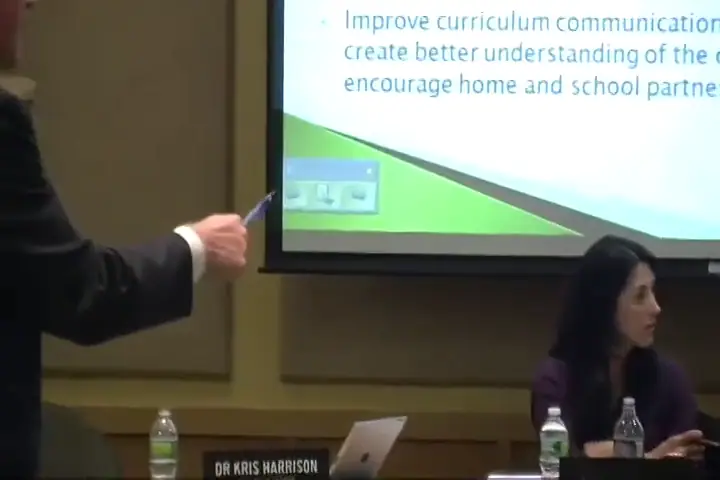 Improve curriculum communication
create better understanding of the
encourage home and school partne
DR KRIS HARRISON